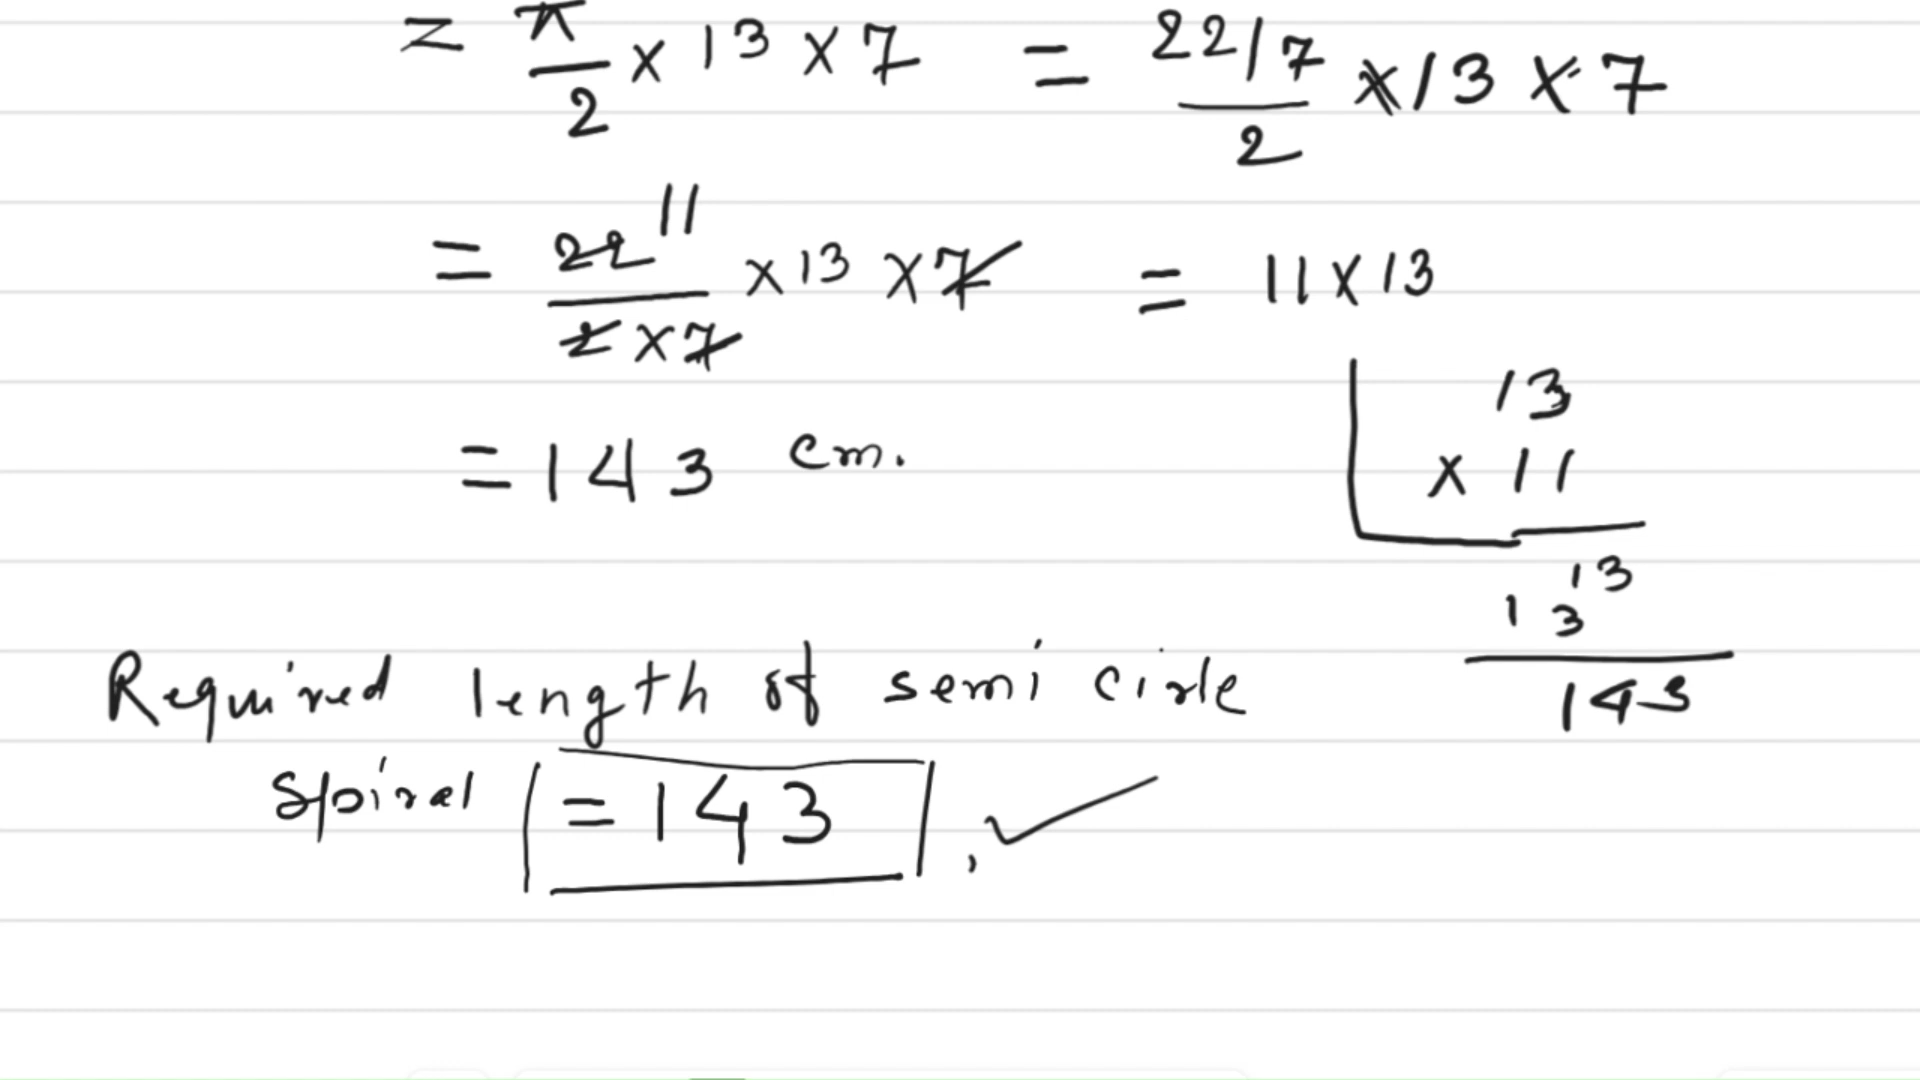 = π/2 × 13 × 7 = 22/7/2 × 13 × 7
= 22 11/2 × 7 × 13 × 7 = 11 × 13
= 143 cm.
13
× 11
13
13
143
Required length of semi circle
spiral = 143 ,